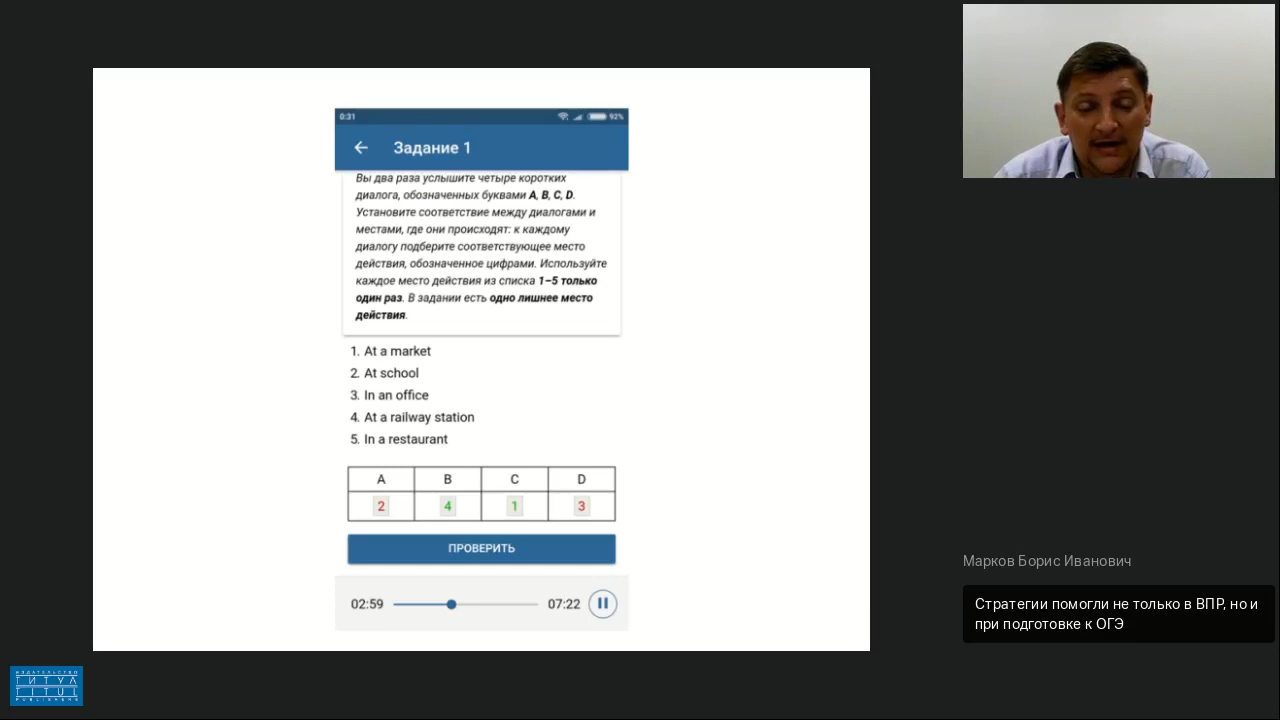 0:31
92%
Задание 1
Вы два раза услышите четыре коротких
диалога, обозначенных буквами A, B, C, D.
Установите соответствие между диалогами и
местами, где они происходят: к каждому
диалогу подберите соответствующее место
действия, обозначенное цифрами. Используйте
каждое место действия из списка 1–5 только
один раз. В задании есть одно лишнее место
действия.
1. At a market
2. At school
3. In an office
4. At a railway station
5. In a restaurant
A B C D
2 4 1 3
ПРОВЕРИТЬ
02:59 07:22
Марков Борис Иванович
Стратегии помогли не только в ВПР, но и
при подготовке к ОГЭ
ИЗДАТЕЛЬСТВО
ТИТУЛ
TITUL
PUBLISHERS